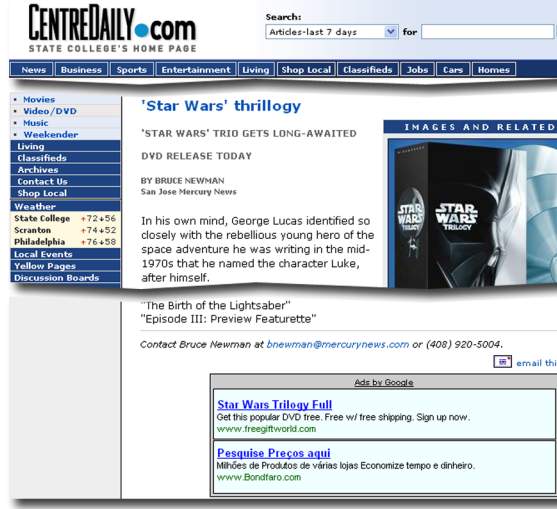 CENTREDAILY.com
STATE COLLEGE'S HOME PAGE
Search:
Articles-last 7 days
for
News Business Sports Entertainment Living Shop Local Classifieds Jobs Cars Homes
Movies
Video/DVD
Music
Weekender
Living
Classifieds
Archives
Contact Us
Shop Local
Weather
State College ↑72↓56
Scranton ↑74↓52
Philadelphia ↑76↓58
Local Events
Yellow Pages
Discussion Boards
'Star Wars' thrillogy
'STAR WARS' TRIO GETS LONG-AWAITED
DVD RELEASE TODAY
BY BRUCE NEWMAN
San Jose Mercury News
In his own mind, George Lucas identified so
closely with the rebellious young hero of the
space adventure he was writing in the mid-
1970s that he named the character Luke,
after himself.
IMAGES AND RELATED
STAR WARS
TRILOGY
STAR WARS
TRILOGY
"The Birth of the Lightsaber"
"Episode III: Preview Featurette"
Contact Bruce Newman at bnewman@mercurynews.com or (408) 920-5004.
email thi
Ads by Google
Star Wars Trilogy Full
Get this popular DVD free. Free w/ free shipping. Sign up now.
www.freegiftworld.com
Pesquise Preços aqui
Milhões de Produtos de várias lojas Economize tempo e dinheiro.
www.Bondfaro.com